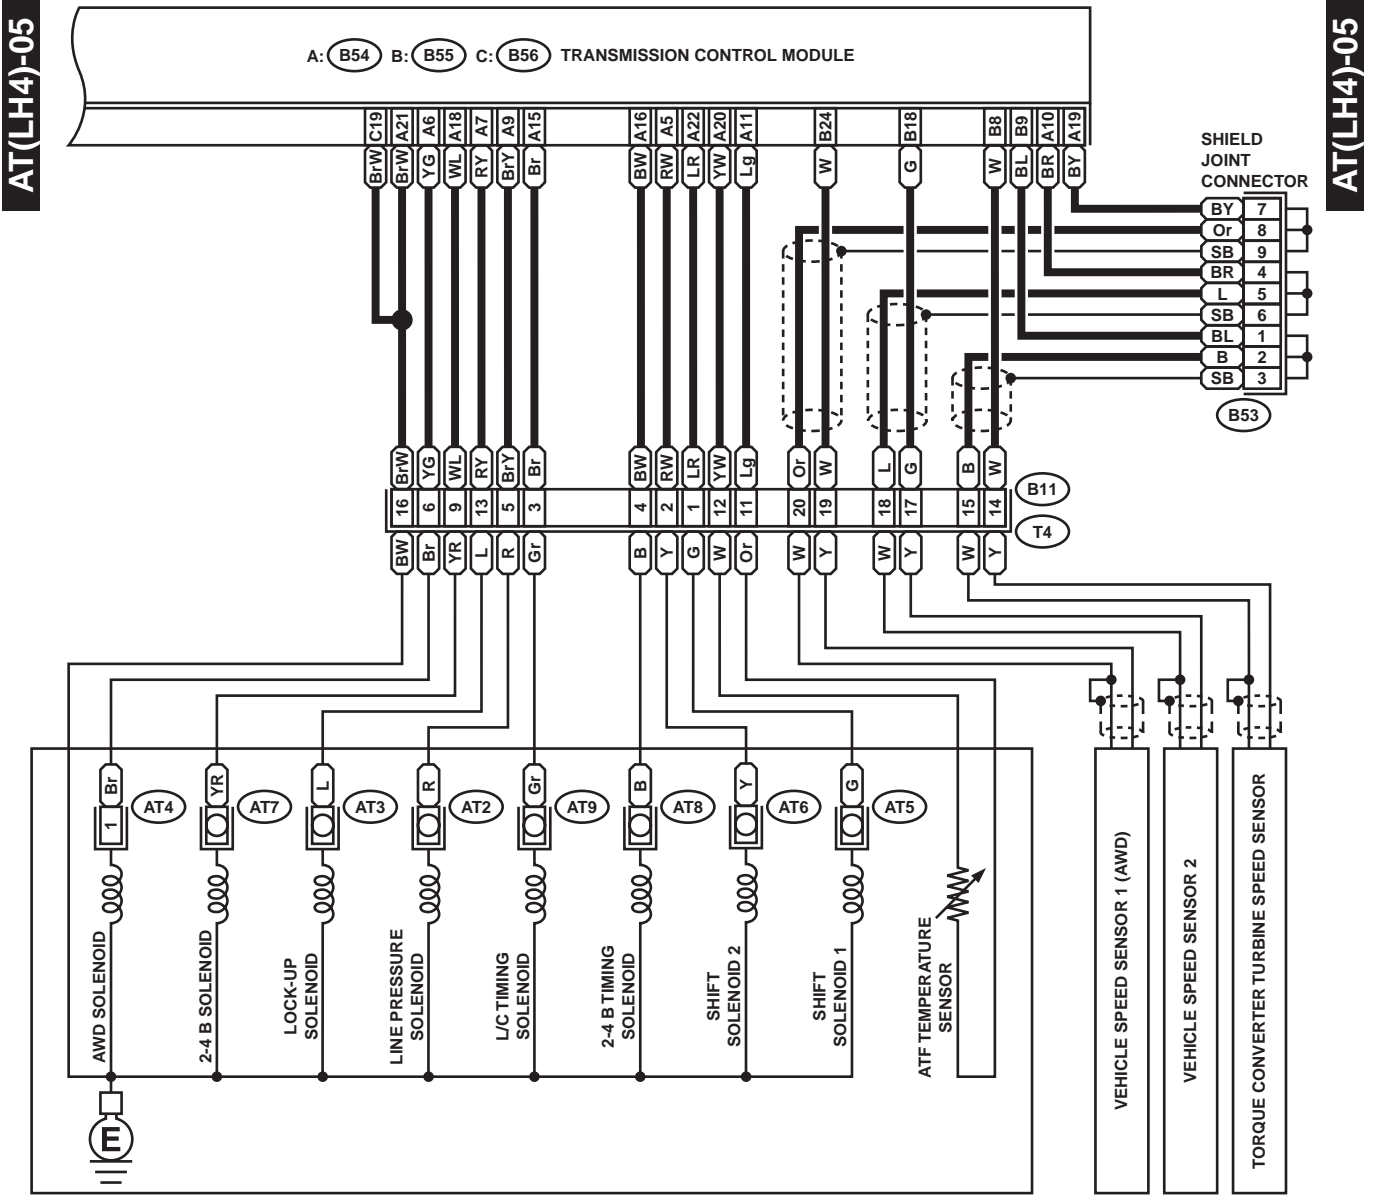 AT(LH4)-05
AT(LH4)-05
A: B54 B: B55 C: B56 TRANSMISSION CONTROL MODULE
C19 A21 A6 A18 A7 A9 A15 A16 A5 A22 A20 A11 B24 B18 B8 B9 A10 A19
BrW BrW YG WL RY BrY Br BW RW LR YW Lg W G W BL BR BY
SHIELD
JOINT
CONNECTOR
BY 7
Or 8
SB 9
BR 4
L 5
SB 6
BL 1
B 2
SB 3
B53
BrW YG WL RY BrY Br BW RW LR YW Lg Or W L G B W
B11
16 6 9 13 5 3 4 2 1 12 11 20 19 18 17 15 14
T4
BW Br YR L R Gr B Y G W Or W Y W Y W Y
Br YR L R Gr B Y G
1
AT4 AT7 AT3 AT2 AT9 AT8 AT6 AT5
AWD SOLENOID
2-4 B SOLENOID
LOCK-UP
SOLENOID
LINE PRESSURE
SOLENOID
L/C TIMING
SOLENOID
2-4 B TIMING
SOLENOID
SHIFT
SOLENOID 2
SHIFT
SOLENOID 1
ATF TEMPERATURE
SENSOR
VEHICLE SPEED SENSOR 1 (AWD)
VEHICLE SPEED SENSOR 2
TORQUE CONVERTER TURBINE SPEED SENSOR
E